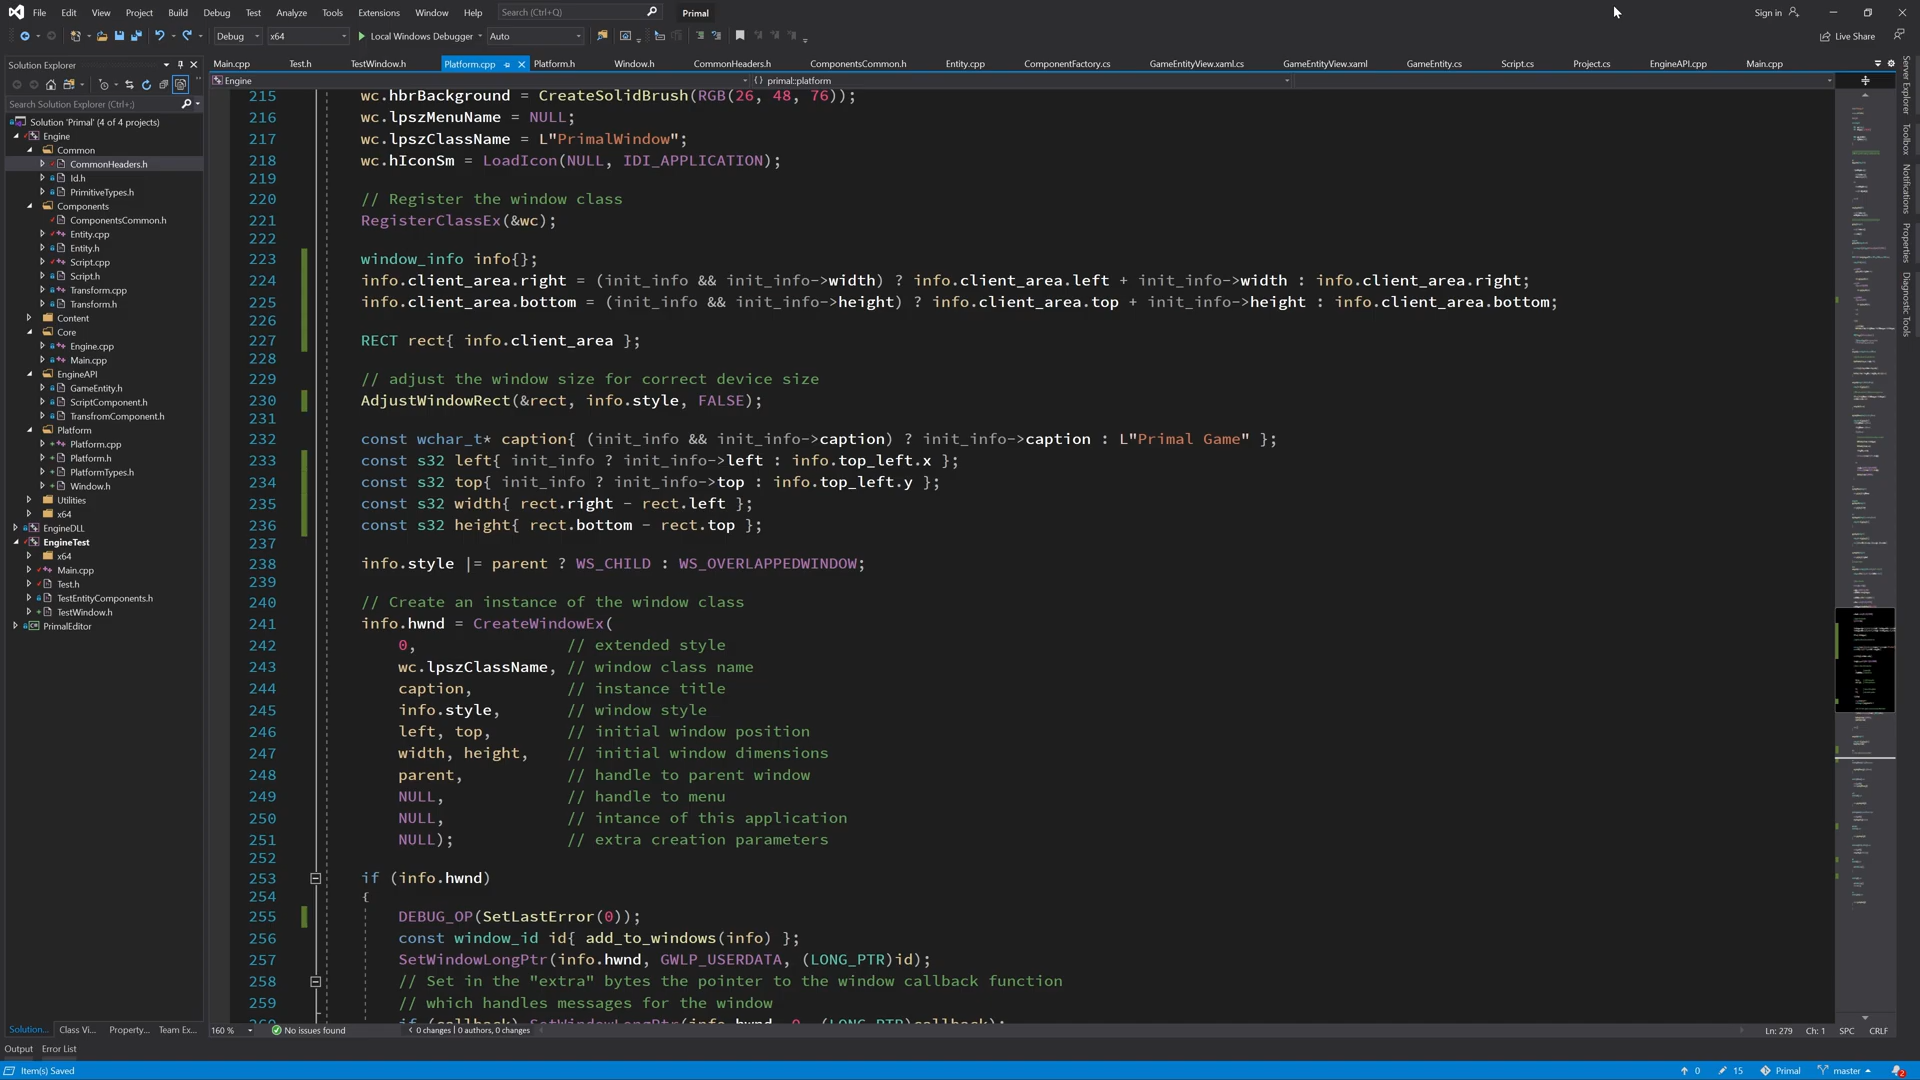 File Edit View Project Build Debug Test Analyze Tools Extensions Window Help Search (Ctrl+Q) Primal Sign in
Debug x64 Local Windows Debugger Auto Live Share
Solution Explorer
Main.cpp Test.h TestWindow.h Platform.cpp Platform.h Window.h CommonHeaders.h ComponentsCommon.h Entity.cpp ComponentFactory.cs GameEntityView.xaml.cs GameEntityView.xaml GameEntity.cs Script.cs Project.cs EngineAPI.cpp Main.cpp
Engine {} primal::platform
Search Solution Explorer (Ctrl+;)
Solution 'Primal' (4 of 4 projects)
Engine
Common
CommonHeaders.h
Id.h
PrimitiveTypes.h
Components
ComponentsCommon.h
Entity.cpp
Entity.h
Script.cpp
Script.h
Transform.cpp
Transform.h
Content
Core
Engine.cpp
Main.cpp
EngineAPI
GameEntity.h
ScriptComponent.h
TransfromComponent.h
Platform
Platform.cpp
Platform.h
PlatformTypes.h
Window.h
Utilities
x64
EngineDLL
EngineTest
x64
Main.cpp
Test.h
TestEntityComponents.h
TestWindow.h
PrimalEditor
215 wc.hbrBackground = CreateSolidBrush(RGB(26, 48, 76));
216 wc.lpszMenuName = NULL;
217 wc.lpszClassName = L"PrimalWindow";
218 wc.hIconSm = LoadIcon(NULL, IDI_APPLICATION);
219
220 // Register the window class
221 RegisterClassEx(&wc);
222
223 window_info info{};
224 info.client_area.right = (init_info && init_info->width) ? info.client_area.left + init_info->width : info.client_area.right;
225 info.client_area.bottom = (init_info && init_info->height) ? info.client_area.top + init_info->height : info.client_area.bottom;
226
227 RECT rect{ info.client_area };
228
229 // adjust the window size for correct device size
230 AdjustWindowRect(&rect, info.style, FALSE);
231
232 const wchar_t* caption{ (init_info && init_info->caption) ? init_info->caption : L"Primal Game" };
233 const s32 left{ init_info ? init_info->left : info.top_left.x };
234 const s32 top{ init_info ? init_info->top : info.top_left.y };
235 const s32 width{ rect.right - rect.left };
236 const s32 height{ rect.bottom - rect.top };
237
238 info.style |= parent ? WS_CHILD : WS_OVERLAPPEDWINDOW;
239
240 // Create an instance of the window class
241 info.hwnd = CreateWindowEx(
242 0, // extended style
243 wc.lpszClassName, // window class name
244 caption, // instance title
245 info.style, // window style
246 left, top, // initial window position
247 width, height, // initial window dimensions
248 parent, // handle to parent window
249 NULL, // handle to menu
250 NULL, // intance of this application
251 NULL); // extra creation parameters
252
253 if (info.hwnd)
254 {
255 DEBUG_OP(SetLastError(0));
256 const window_id id{ add_to_windows(info) };
257 SetWindowLongPtr(info.hwnd, GWLP_USERDATA, (LONG_PTR)id);
258 // Set in the "extra" bytes the pointer to the window callback function
259 // which handles messages for the window
Server Explorer
Toolbox
Notifications
Properties
Diagnostic Tools
Solution... Class Vi... Property... Team Ex... 160 % No issues found 0 changes | 0 authors, 0 changes Ln: 279 Ch: 1 SPC CRLF
Output Error List
Item(s) Saved 0 15 Primal master 2